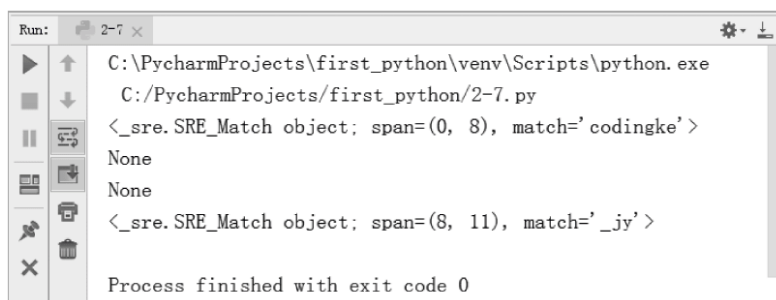 Run: 2-7
C:\PycharmProjects\first_python\venv\Scripts\python.exe
C:/PycharmProjects/first_python/2-7.py
<_sre.SRE_Match object; span=(0, 8), match='codingke'>
None
None
<_sre.SRE_Match object; span=(8, 11), match='_jy'>
Process finished with exit code 0